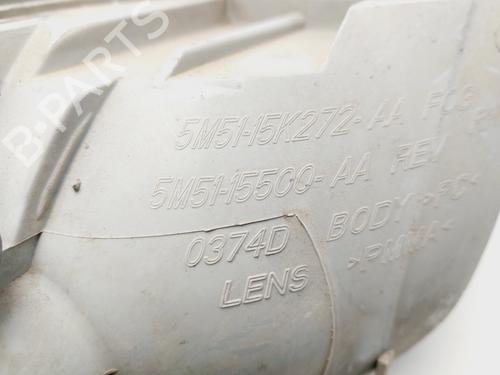 B-PARTS
5M51-15K272-AA FOG
5M51-15500-AA REV
0374D BODY >PC<
LENS >PMMA<